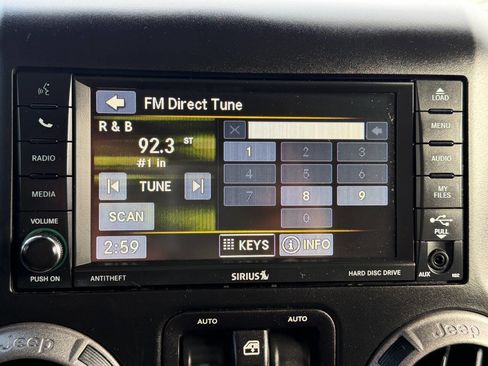 FM Direct Tune
R & B
92.3 ST
#1 in
TUNE
SCAN
2:59
1 2 3
4 5 6
7 8 9
0
KEYS
INFO
RADIO
MEDIA
VOLUME
PUSH ON
LOAD
MENU
AUDIO
MY
FILES
PULL
AUX
ANTITHEFT
SIRIUS
HARD DISC DRIVE
AUTO
AUTO
Jeep
Jeep